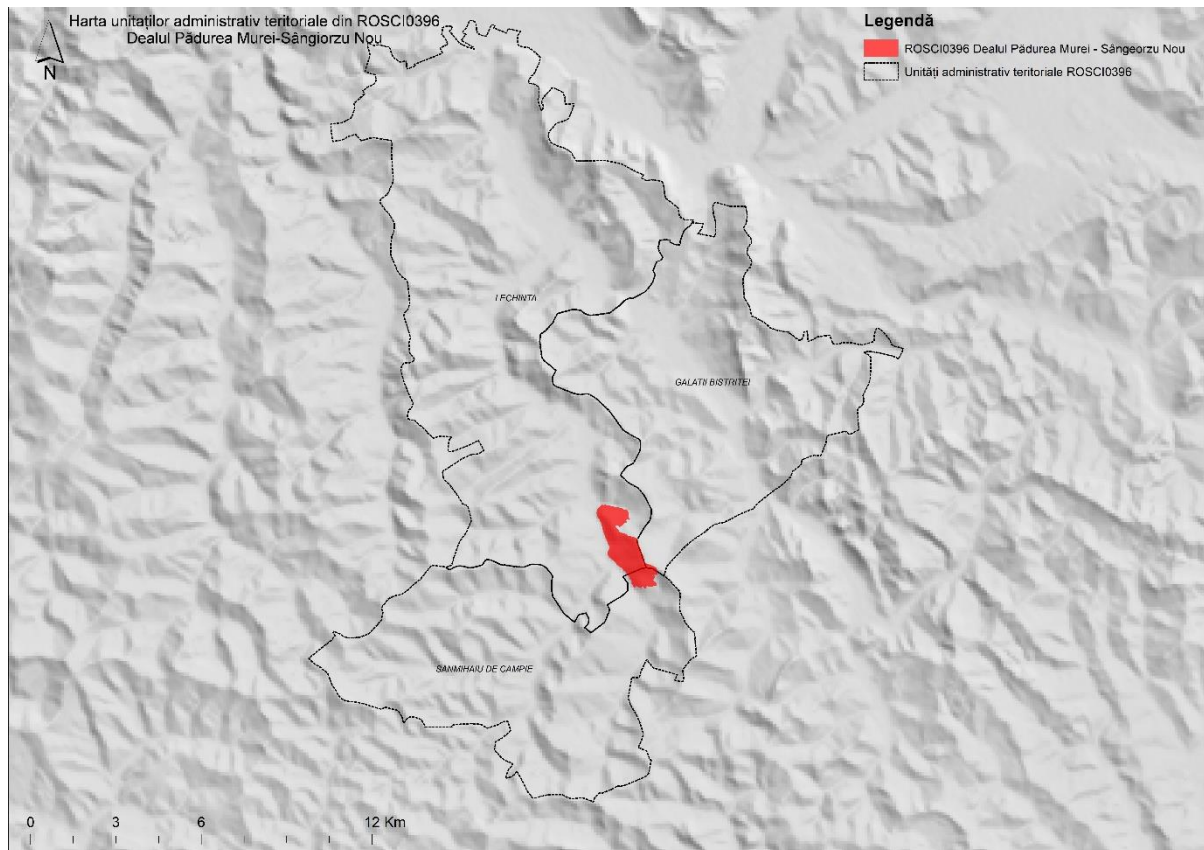 Harta unitaților administrativ teritoriale din ROSCI0396
Dealul Pădurea Murei-Sângiorzu Nou
N
Legendă
ROSCI0396 Dealul Pădurea Murei - Sângeorzu Nou
Unități administrativ teritoriale ROSCI0396
LECHINTA
GALATII BISTRITEI
SANMIHAIU DE CAMPIE
0 3 6 12 Km